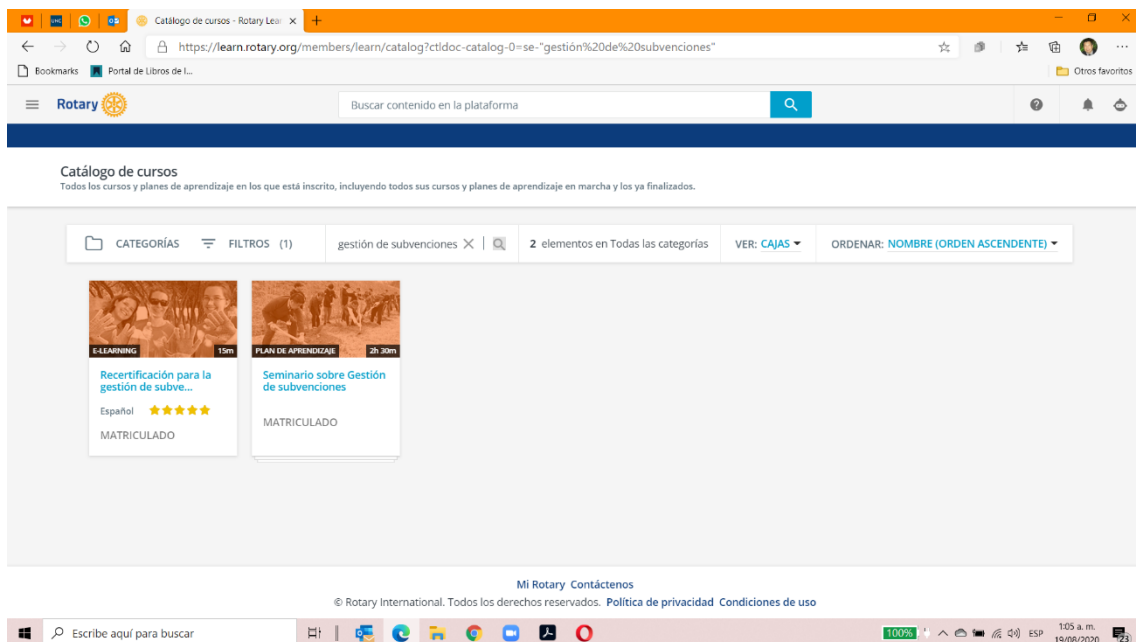 Catálogo de cursos - Rotary Lear
https://learn.rotary.org/members/learn/catalog?ctldoc-catalog-0=se-"gestión%20de%20subvenciones"
Bookmarks Portal de Libros de l... Otros favoritos
Rotary Buscar contenido en la plataforma
Catálogo de cursos
Todos los cursos y planes de aprendizaje en los que está inscrito, incluyendo todos sus cursos y planes de aprendizaje en marcha y los ya finalizados.
CATEGORÍAS FILTROS (1) gestión de subvenciones 2 elementos en Todas las categorías VER: CAJAS ORDENAR: NOMBRE (ORDEN ASCENDENTE)
E-LEARNING 15m
Recertificación para la
gestión de subve...
Español
MATRICULADO
PLAN DE APRENDIZAJE 2h 30m
Seminario sobre Gestión
de subvenciones
MATRICULADO
Mi Rotary Contáctenos
© Rotary International. Todos los derechos reservados. Política de privacidad Condiciones de uso
Escribe aquí para buscar
100% ESP
1:05 a. m.
19/08/2020
23